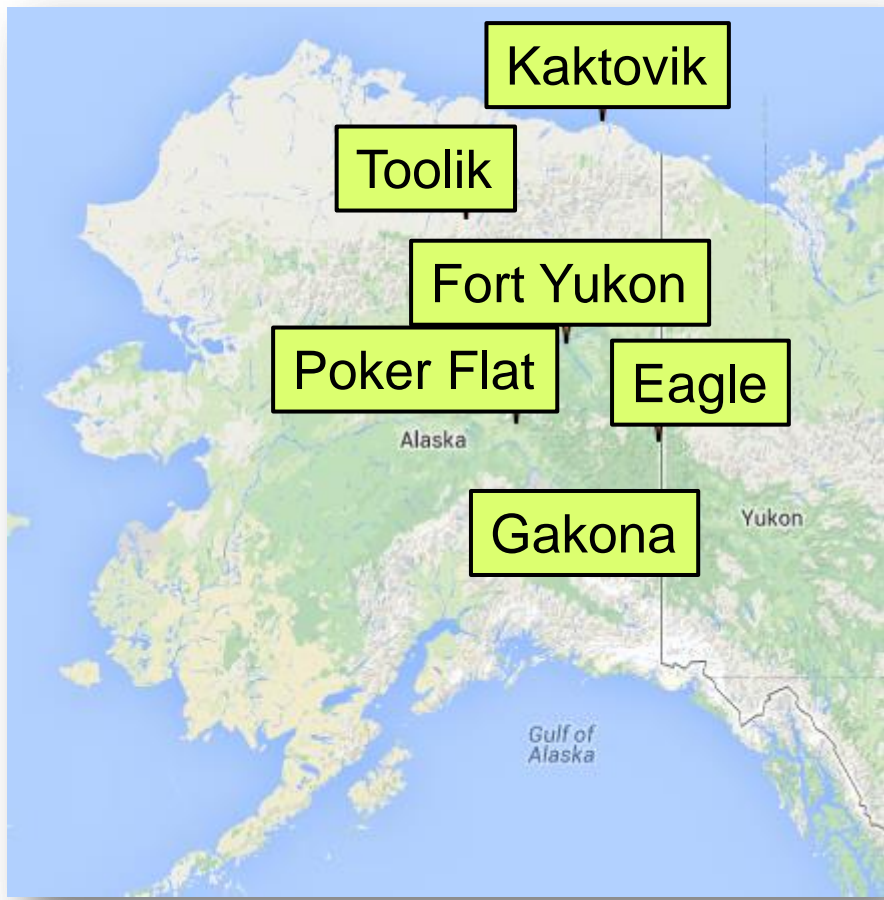 Kaktovik
Toolik
Fort Yukon
Poker Flat
Eagle
Alaska
Gakona
Yukon
Gulf of
Alaska